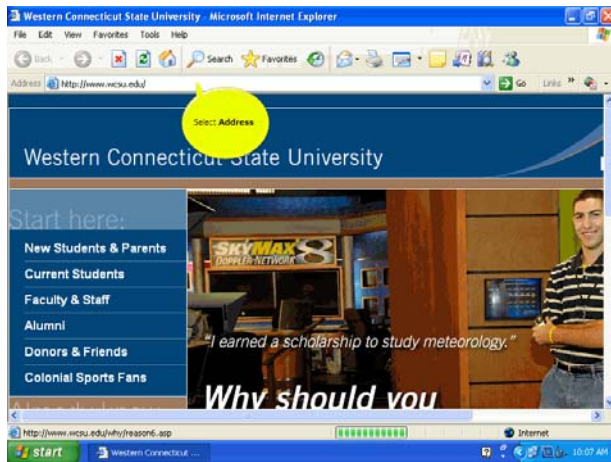 Western Connecticut State University - Microsoft Internet Explorer
File Edit View Favorites Tools Help
Back Search Favorites
Address http://www.wcsu.edu/ Go Links »
Select Address
Western Connecticut State University
Start here:
New Students & Parents
Current Students
Faculty & Staff
Alumni
Donors & Friends
Colonial Sports Fans
SKYMAX 8
DOPPLER NETWORK
"I earned a scholarship to study meteorology."
Why should you
http://www.wcsu.edu/why/reason6.asp Internet
start Western Connecticut ... 10:07 AM